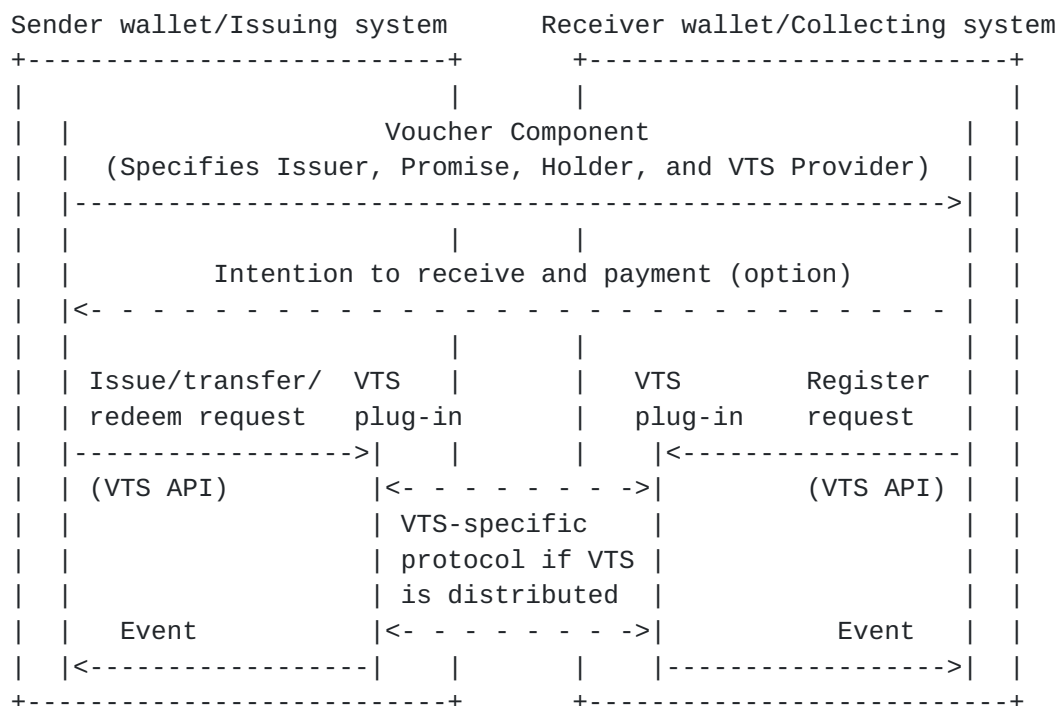 Sender wallet/Issuing system Receiver wallet/Collecting system
Voucher Component
(Specifies Issuer, Promise, Holder, and VTS Provider)
Intention to receive and payment (option)
Issue/transfer/ VTS VTS Register
redeem request plug-in plug-in request
(VTS API) (VTS API)
VTS-specific
protocol if VTS
is distributed
Event Event